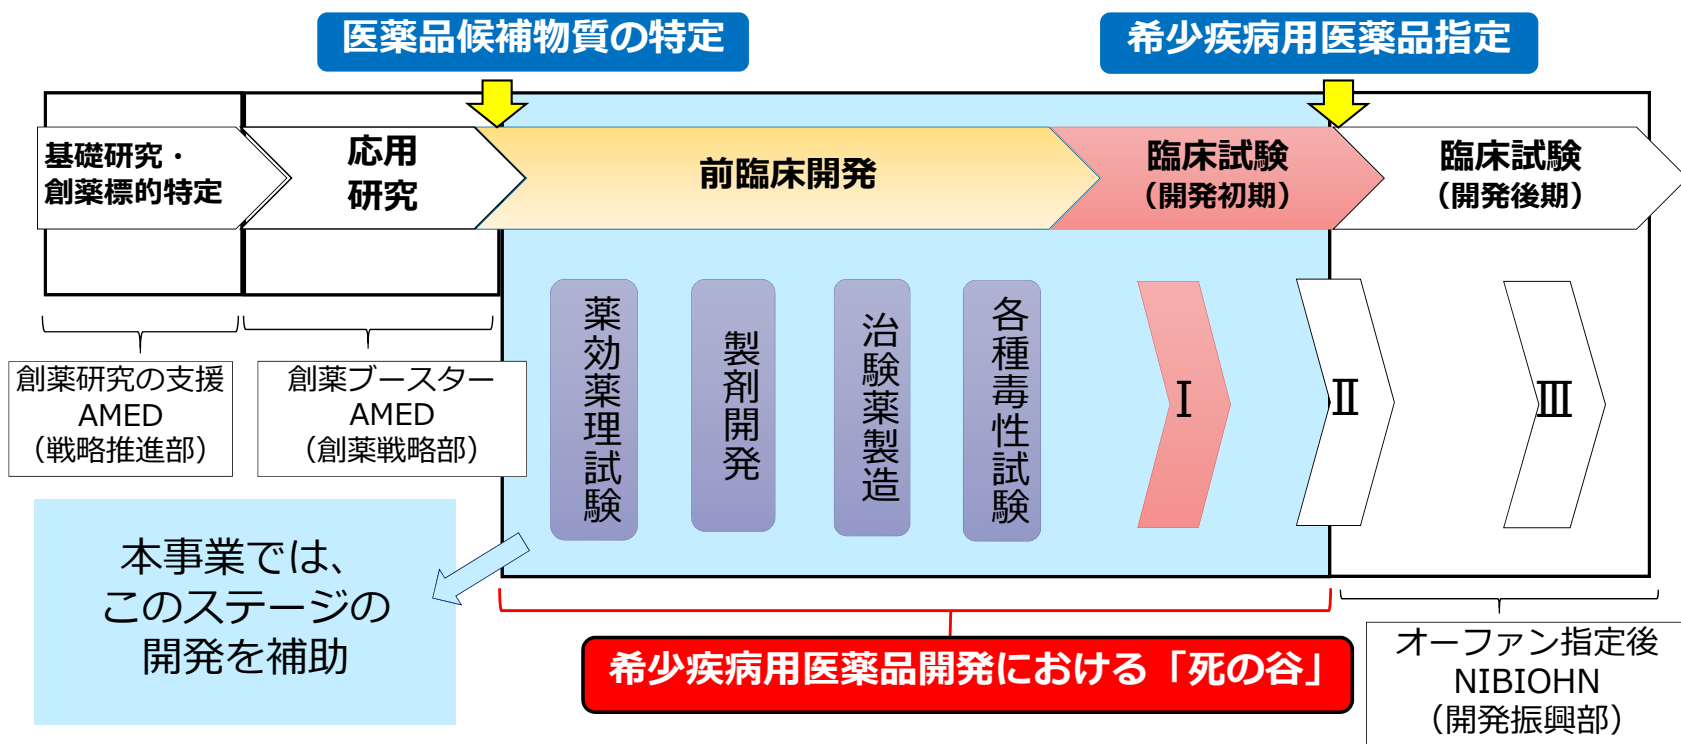 医薬品候補物質の特定
希少疾病用医薬品指定
基礎研究・
創薬標的特定
応用
研究
前臨床開発
臨床試験
（開発初期）
臨床試験
（開発後期）
薬効薬理試験
製剤開発
治験薬製造
各種毒性試験
Ⅰ
Ⅱ
Ⅲ
創薬研究の支援
AMED
（戦略推進部）
創薬ブースター
AMED
（創薬戦略部）
本事業では、
このステージの
開発を補助
希少疾病用医薬品開発における「死の谷」
オーファン指定後
NIBIOHN
（開発振興部）